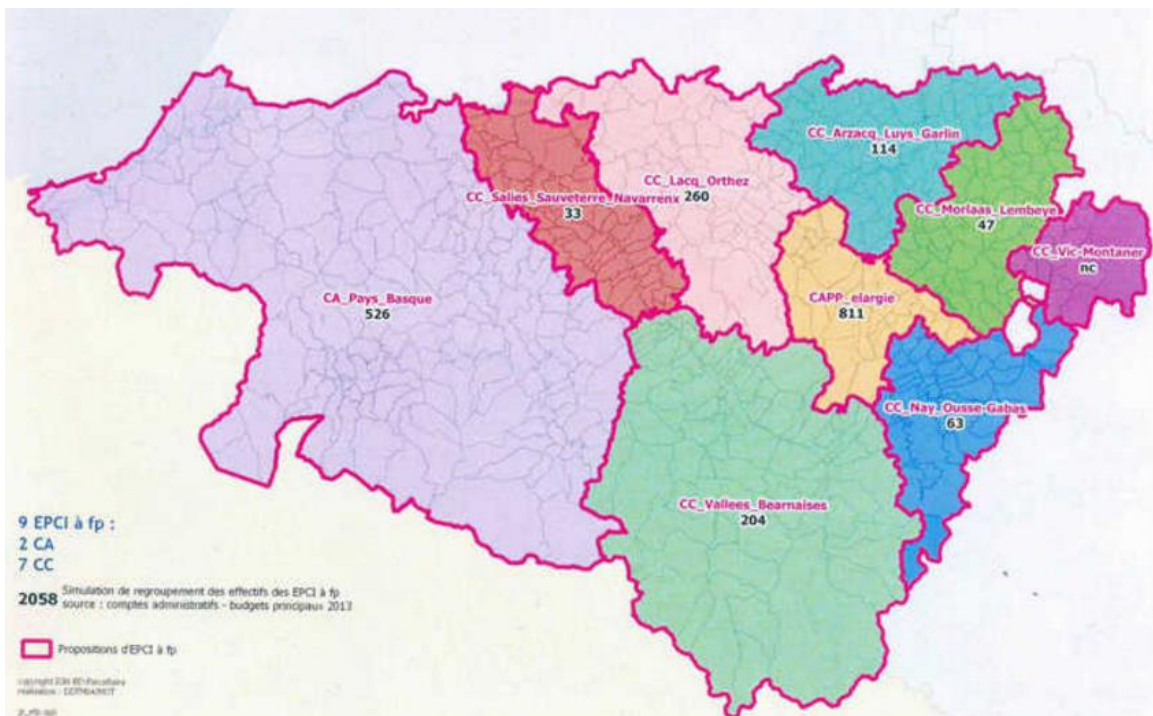 CC_Arzacq_Luys_Garlin
114
CC_Lacq_Orthez
260
CC_Salies_Sauveterre_Navarrenx
33
CC_Morlaas_Lembeye
47
CC_Vic-Montaner
nc
CA_Pays_Basque
526
CAPP_elargie
811
CC_Nay_Ousse-Gabas
63
CC_Vallees_Bearnaises
204
9 EPCI à fp :
2 CA
7 CC
2058 Simulation de regroupement des effectifs des EPCI à fp
source : comptes administratifs - budgets principaux 2013
Propositions d'EPCI à fp